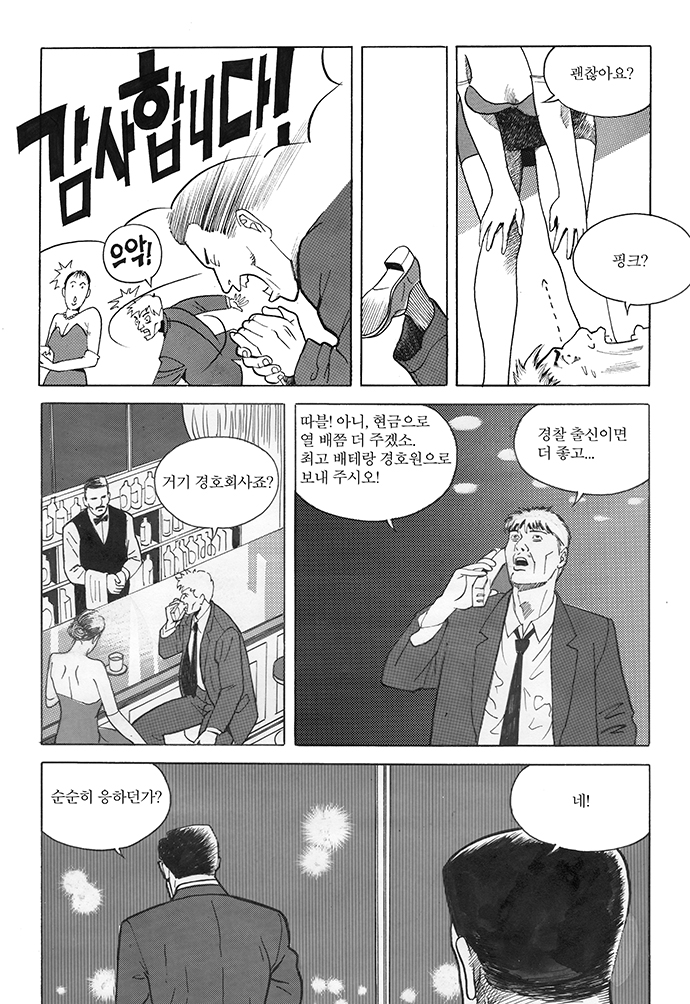 감사합니다!
으악!
괜찮아요?
핑크?
거기 경호회사죠?
따블! 아니, 현금으로
열 배쯤 더 주겠소.
최고 배테랑 경호원으로
보내 주시오!
경찰 출신이면
더 좋고...
순순히 응하던가?
네!